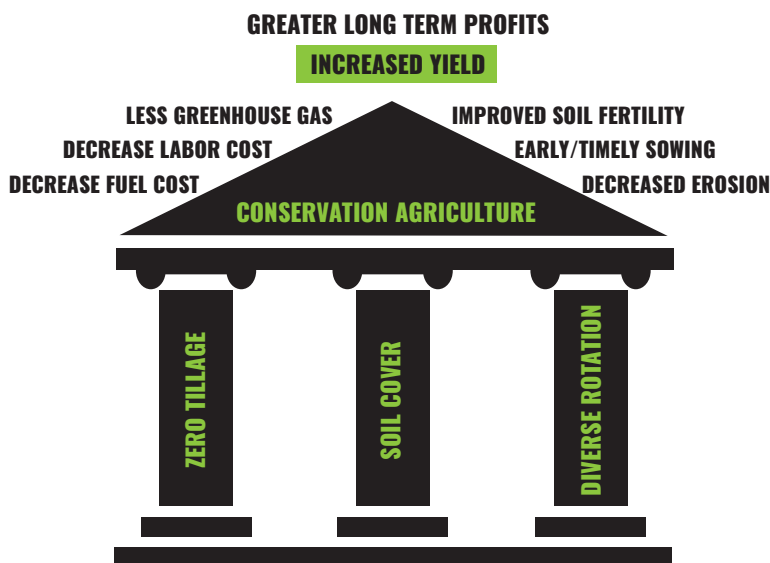 GREATER LONG TERM PROFITS
INCREASED YIELD
LESS GREENHOUSE GAS
IMPROVED SOIL FERTILITY
DECREASE LABOR COST
EARLY/TIMELY SOWING
DECREASE FUEL COST
DECREASED EROSION
CONSERVATION AGRICULTURE
ZERO TILLAGE
SOIL COVER
DIVERSE ROTATION